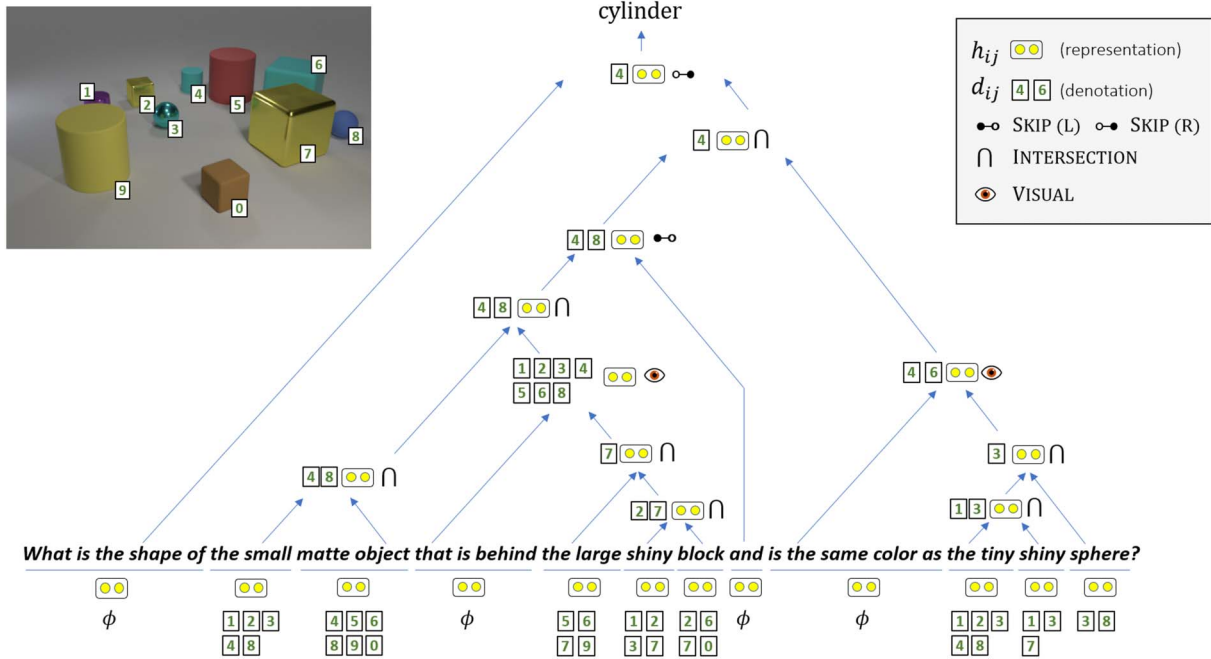 cylinder
4
h_ij (representation)
d_ij 4 6 (denotation)
SKIP (L) SKIP (R)
∩ INTERSECTION
VISUAL
1 2 3 4 5 6 7 8 9 0
4 ∩
4 8
4 8 ∩
1 2 3 4
5 6 8
4 6
7 ∩
3 ∩
4 8 ∩
2 7 ∩
1 3 ∩
What is the shape of the small matte object that is behind the large shiny block and is the same color as the tiny shiny sphere?
ϕ 1 2 3 4 5 6 ϕ 5 6 1 2 2 6 ϕ ϕ 1 2 3 1 3 3 8
4 8 8 9 0 7 9 3 7 7 0 4 8 7